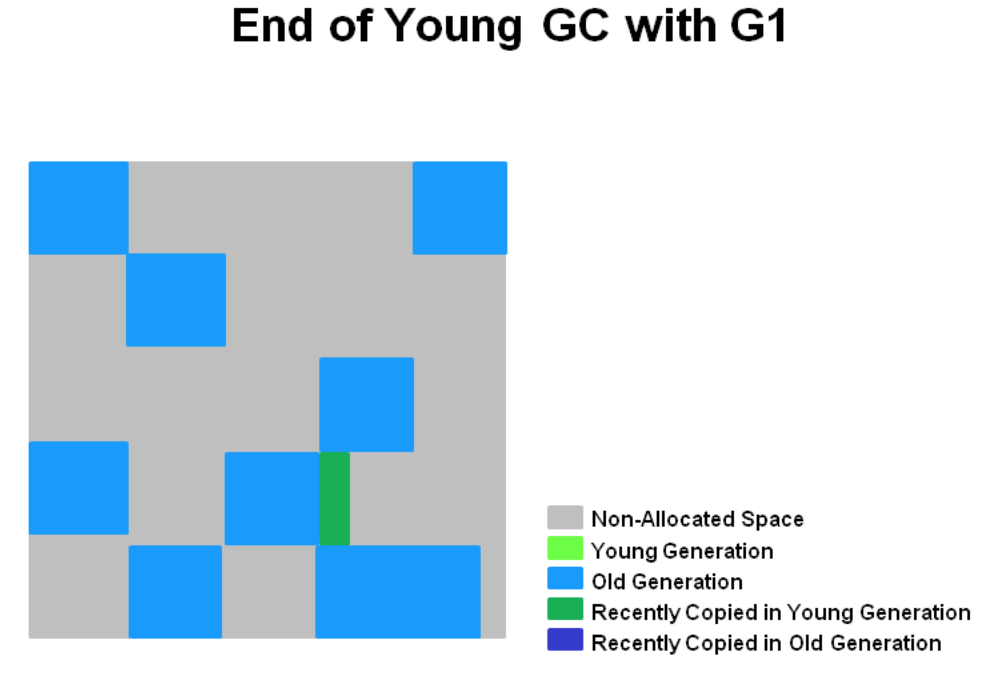 End of Young GC with G1
Non-Allocated Space
Young Generation
Old Generation
Recently Copied in Young Generation
Recently Copied in Old Generation